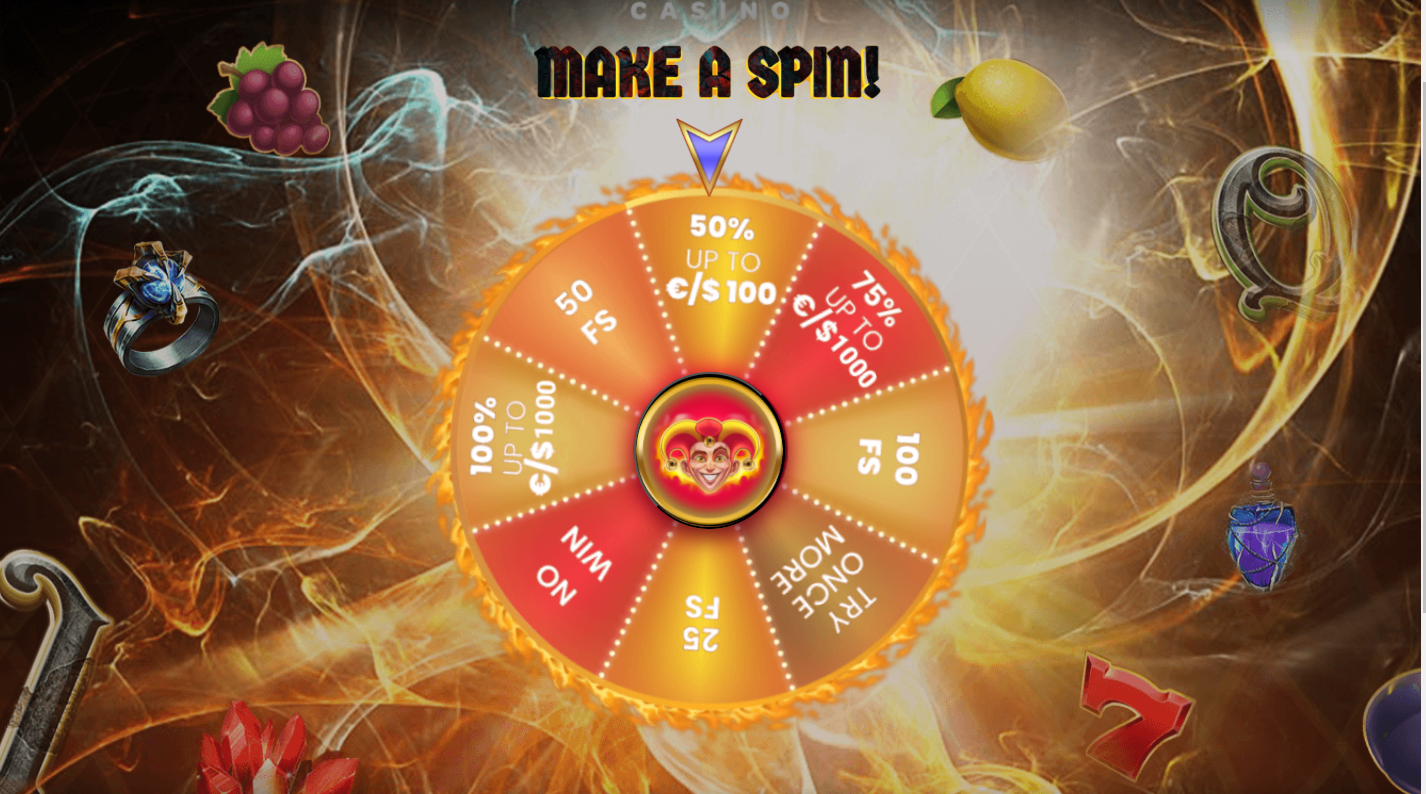 CASINO
MAKE A SPIN!
50%
UP TO
€/$ 100
75%
UP TO
€/$1000
100
FS
TRY
ONCE
MORE
25
FS
NO
WIN
100%
UP TO
€/$1000
50
FS